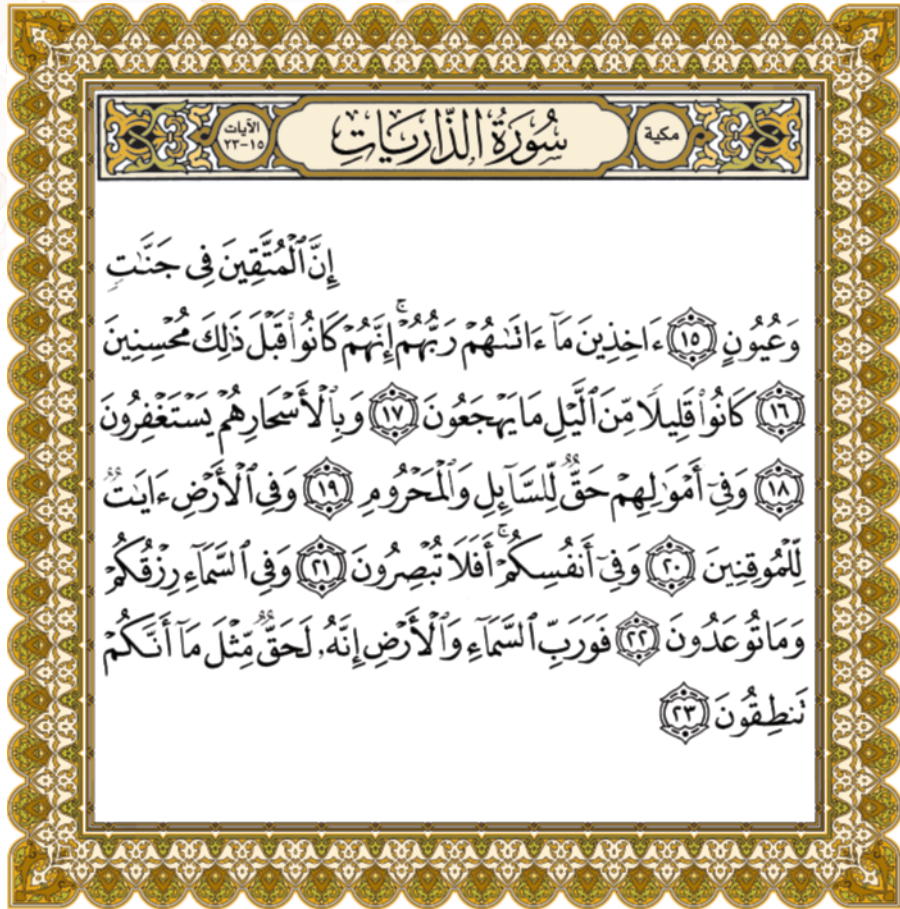 مكية
سُورَةُ الذَّارِيَاتِ
الآيات
١٥-٢٣
إِنَّ ٱلْمُتَّقِينَ فِى جَنَّـٰتٍ
وَعُيُونٍ ١٥ ءَاخِذِينَ مَآ ءَاتَىٰهُمْ رَبُّهُمْ ۚ إِنَّهُمْ كَانُوا۟ قَبْلَ ذَٰلِكَ مُحْسِنِينَ
١٦ كَانُوا۟ قَلِيلًا مِّنَ ٱلَّيْلِ مَا يَهْجَعُونَ ١٧ وَبِٱلْأَسْحَارِ هُمْ يَسْتَغْفِرُونَ
١٨ وَفِىٓ أَمْوَٰلِهِمْ حَقٌّ لِّلسَّآئِلِ وَٱلْمَحْرُومِ ١٩ وَفِى ٱلْأَرْضِ ءَايَـٰتٌ
لِّلْمُوقِنِينَ ٢٠ وَفِىٓ أَنفُسِكُمْ ۚ أَفَلَا تُبْصِرُونَ ٢١ وَفِى ٱلسَّمَآءِ رِزْقُكُمْ
وَمَا تُوعَدُونَ ٢٢ فَوَرَبِّ ٱلسَّمَآءِ وَٱلْأَرْضِ إِنَّهُۥ لَحَقٌّ مِّثْلَ مَآ أَنَّكُمْ
تَنطِقُونَ ٢٣